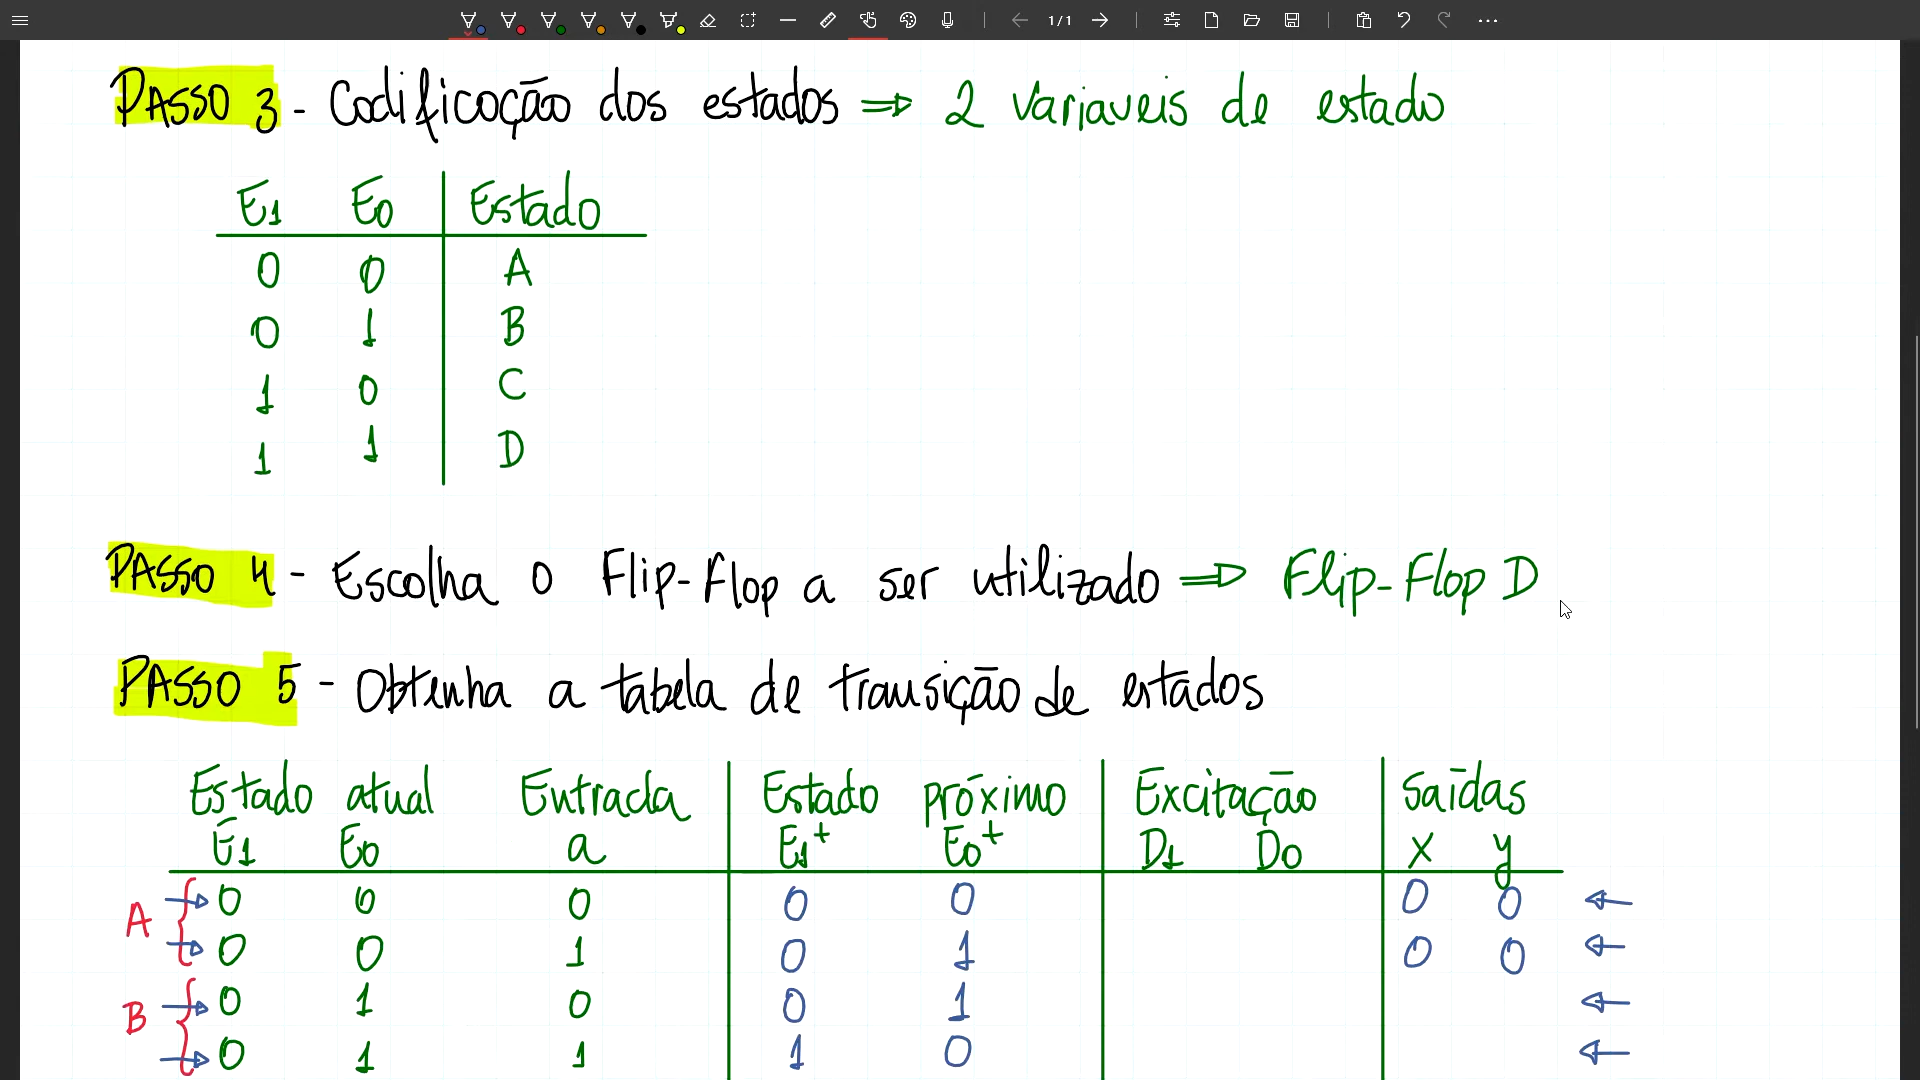 1/1
PASSO 3 - Codificação dos estados ⇒ 2 variaveis de estado
E1 E0 Estado
0 0 A
0 1 B
1 0 C
1 1 D
PASSO 4 - Escolha o Flip-Flop a ser utilizado ⇒ Flip-Flop D
PASSO 5 - Obtenha a tabela de transição de estados
Estado atual Entrada Estado próximo Excitação Saídas
E1 E0 a E1+ E0+ D1 D0 x y
A 0 0 0 0 0 0 0
0 0 1 0 1 0 0
B 0 1 0 0 1
0 1 1 1 0